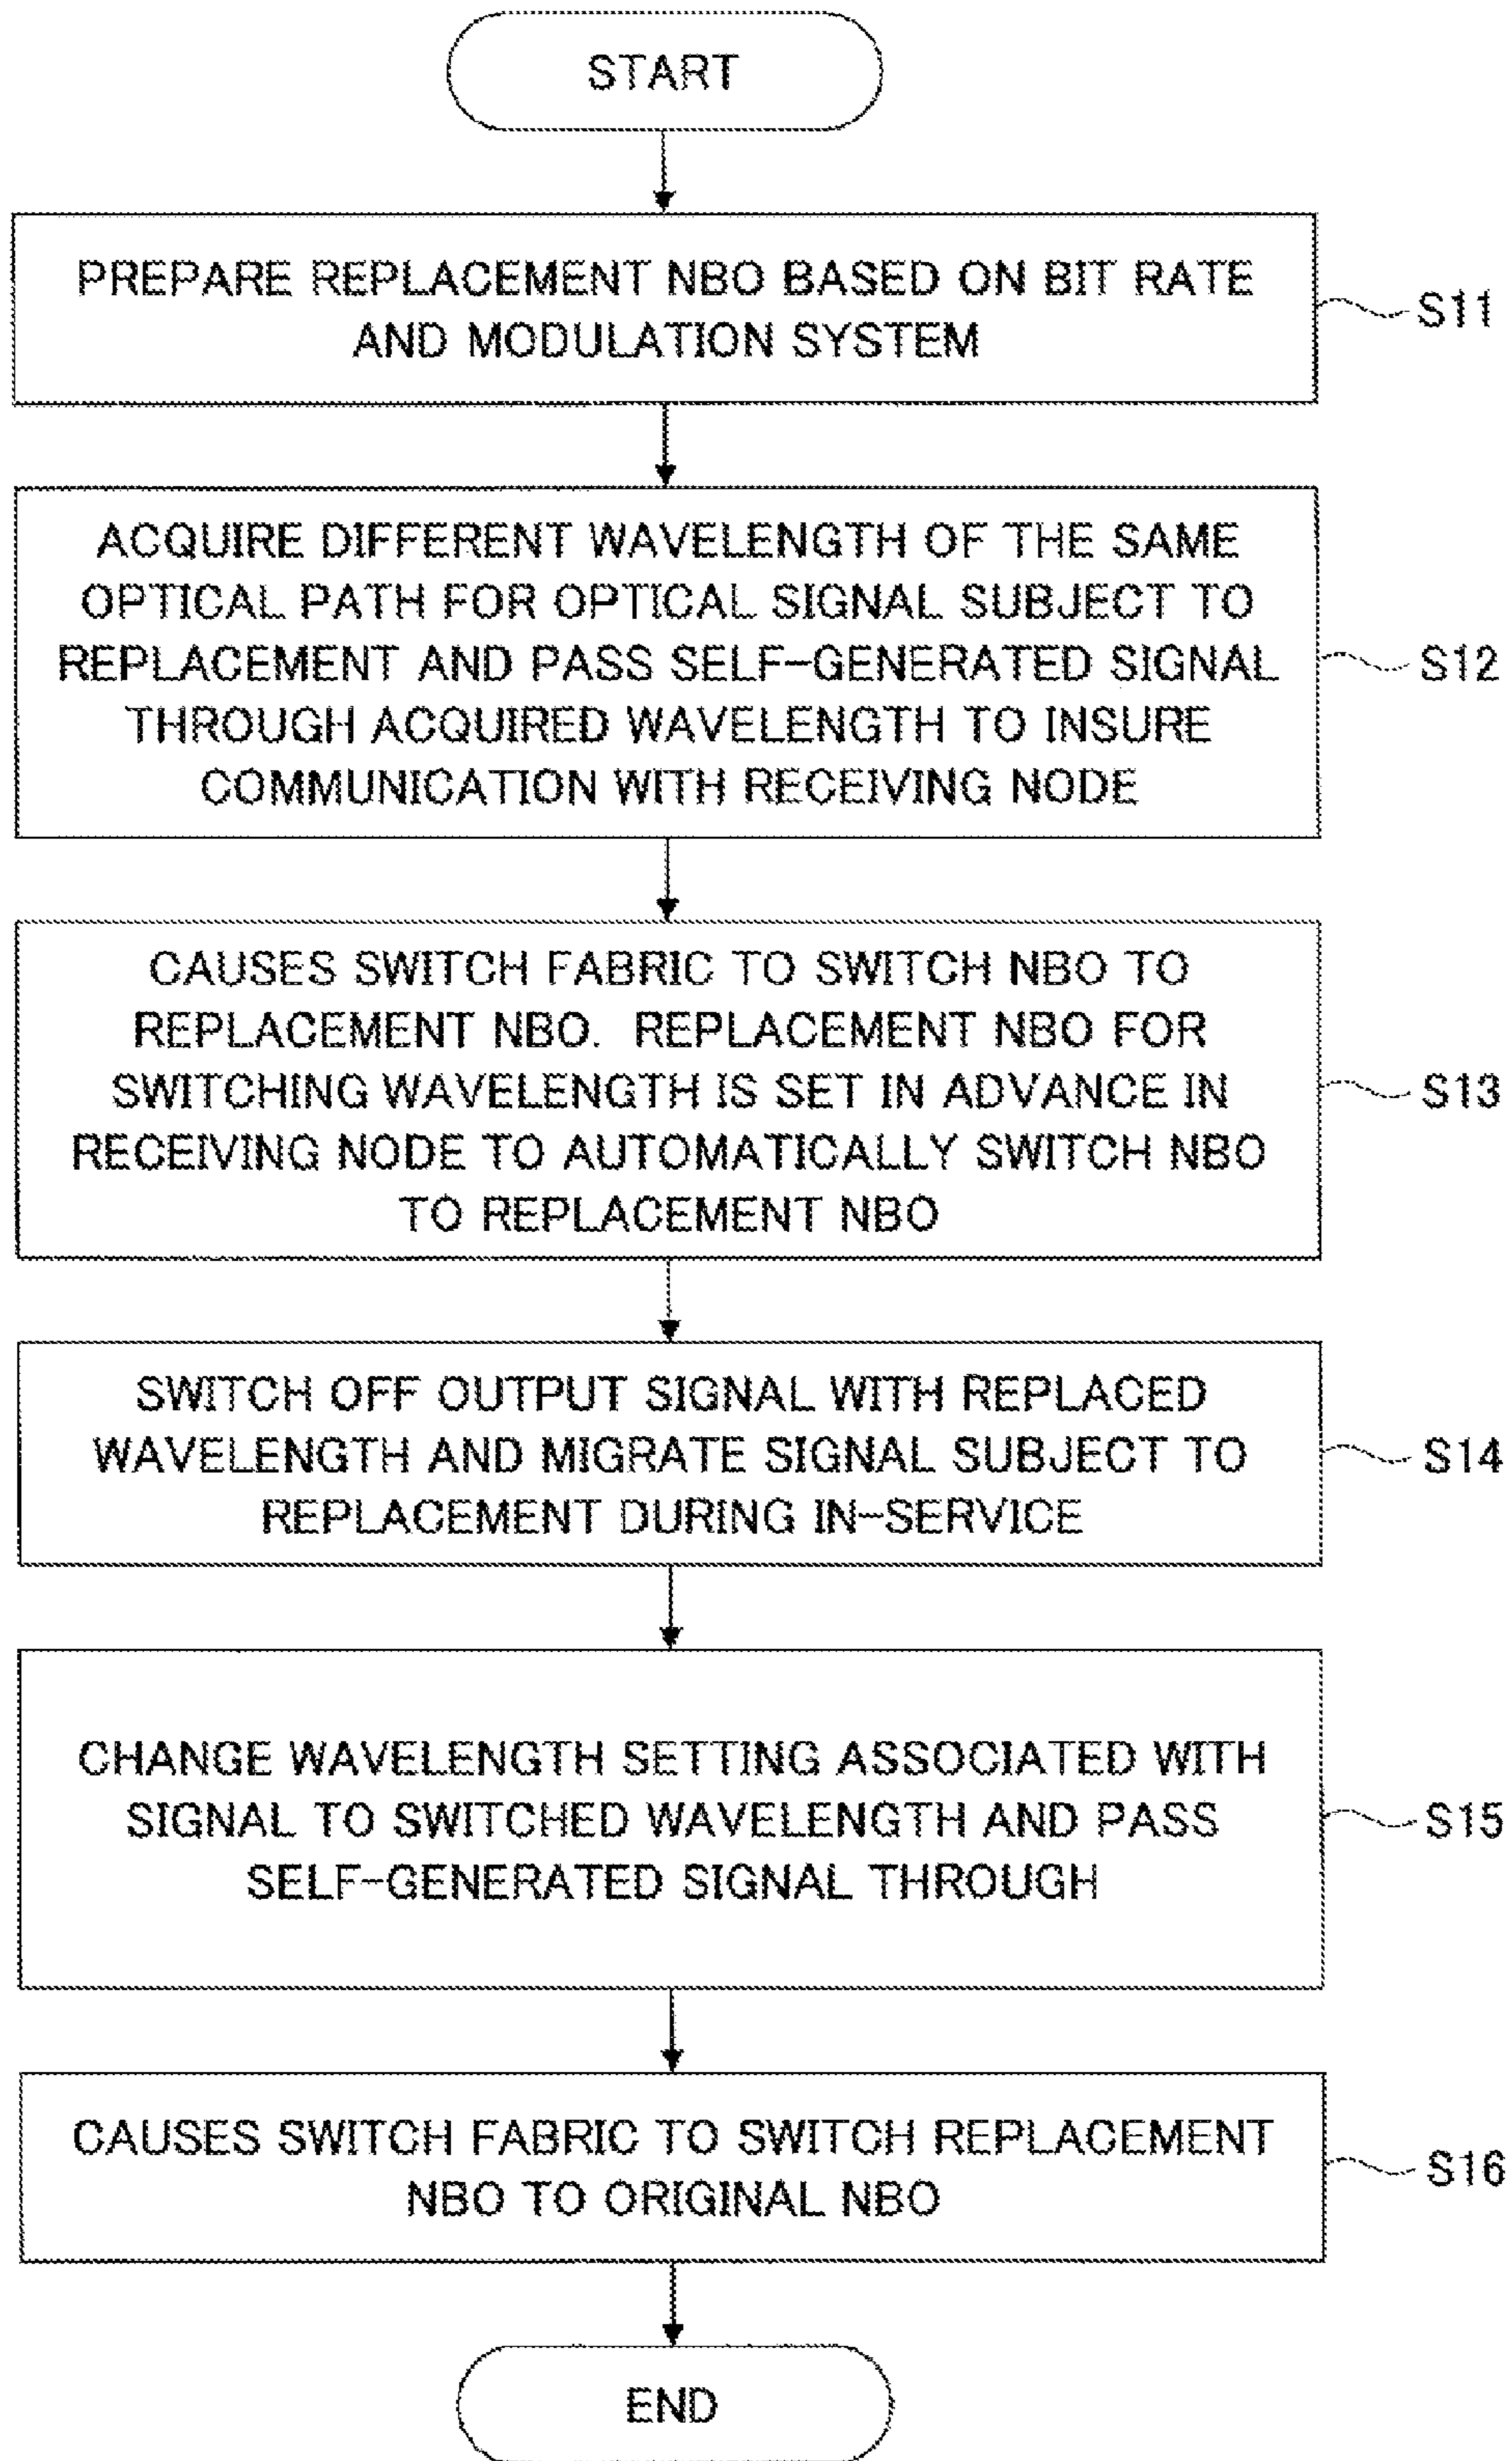 START
PREPARE REPLACEMENT NBO BASED ON BIT RATE
AND MODULATION SYSTEM
S11
ACQUIRE DIFFERENT WAVELENGTH OF THE SAME
OPTICAL PATH FOR OPTICAL SIGNAL SUBJECT TO
REPLACEMENT AND PASS SELF-GENERATED SIGNAL
THROUGH ACQUIRED WAVELENGTH TO INSURE
COMMUNICATION WITH RECEIVING NODE
S12
CAUSES SWITCH FABRIC TO SWITCH NBO TO
REPLACEMENT NBO. REPLACEMENT NBO FOR
SWITCHING WAVELENGTH IS SET IN ADVANCE IN
RECEIVING NODE TO AUTOMATICALLY SWITCH NBO
TO REPLACEMENT NBO
S13
SWITCH OFF OUTPUT SIGNAL WITH REPLACED
WAVELENGTH AND MIGRATE SIGNAL SUBJECT TO
REPLACEMENT DURING IN-SERVICE
S14
CHANGE WAVELENGTH SETTING ASSOCIATED WITH
SIGNAL TO SWITCHED WAVELENGTH AND PASS
SELF-GENERATED SIGNAL THROUGH
S15
CAUSES SWITCH FABRIC TO SWITCH REPLACEMENT
NBO TO ORIGINAL NBO
S16
END